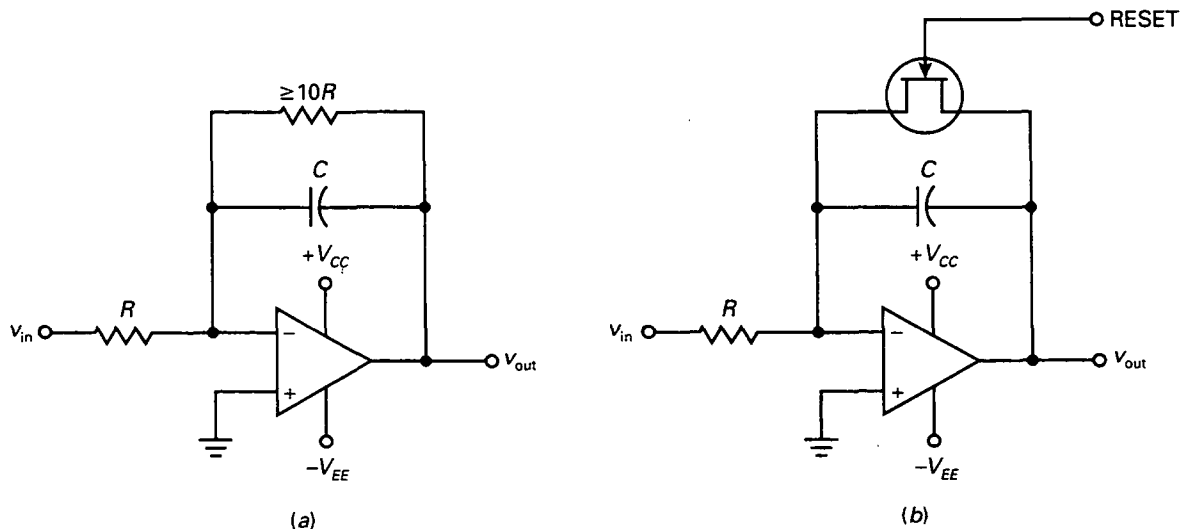 RESET
≥10R
C
+V_CC
R
v_in
−
+
v_out
−V_EE
(a)
C
+V_CC
R
v_in
−
+
v_out
−V_EE
(b)